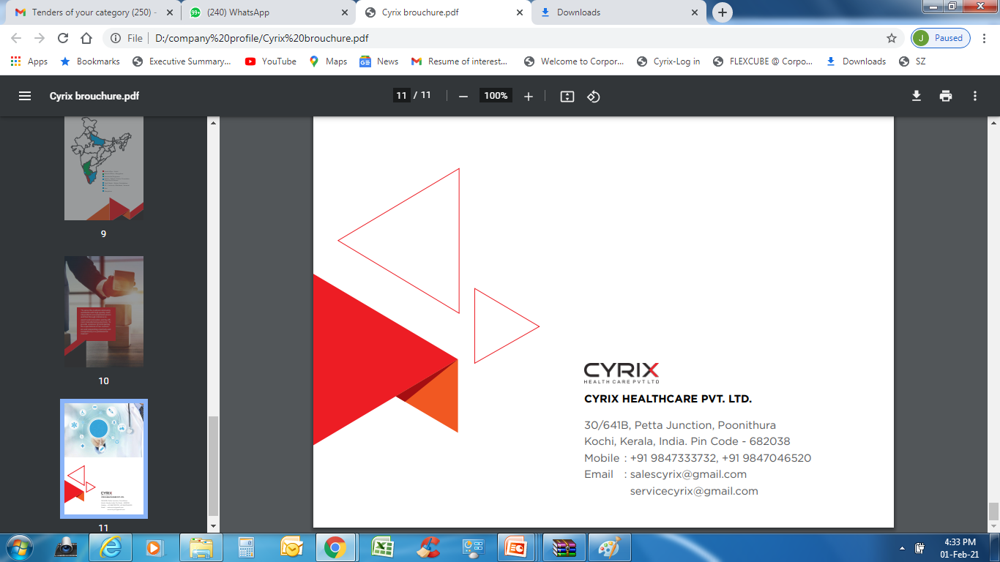 Tenders of your category (250) -
99+
(240) WhatsApp
Cyrix brouchure.pdf
Downloads
File
D:/company%20profile/Cyrix%20brouchure.pdf
J
Paused
Apps
Bookmarks
Executive Summary...
YouTube
Maps
News
Resume of interest...
Welcome to Corpor...
Cyrix-Log in
FLEXCUBE @ Corpo...
Downloads
SZ
Cyrix brouchure.pdf
11 / 11
100%
9
10
11
CYRIX
HEALTH CARE PVT LTD
CYRIX HEALTHCARE PVT. LTD.
30/641B, Petta Junction, Poonithura
Kochi, Kerala, India. Pin Code - 682038
Mobile : +91 9847333732, +91 9847046520
Email : salescyrix@gmail.com
servicecyrix@gmail.com
4:33 PM
01-Feb-21